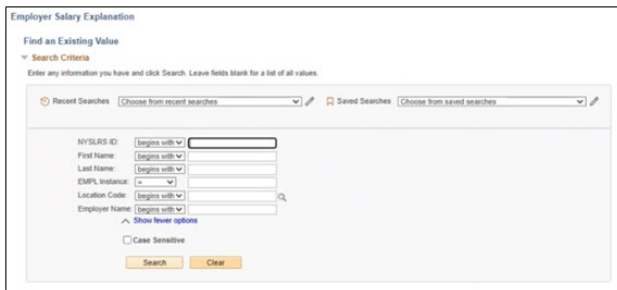 Employer Salary Explanation
Find an Existing Value
Search Criteria
Enter any information you have and click Search. Leave fields blank for a list of all values.
Recent Searches Choose from recent searches Saved Searches Choose from saved searches
NYSLRS ID: begins with
First Name: begins with
Last Name: begins with
EMPL Instance: =
Location Code: begins with
Employer Name: begins with
Show fewer options
Case Sensitive
Search Clear